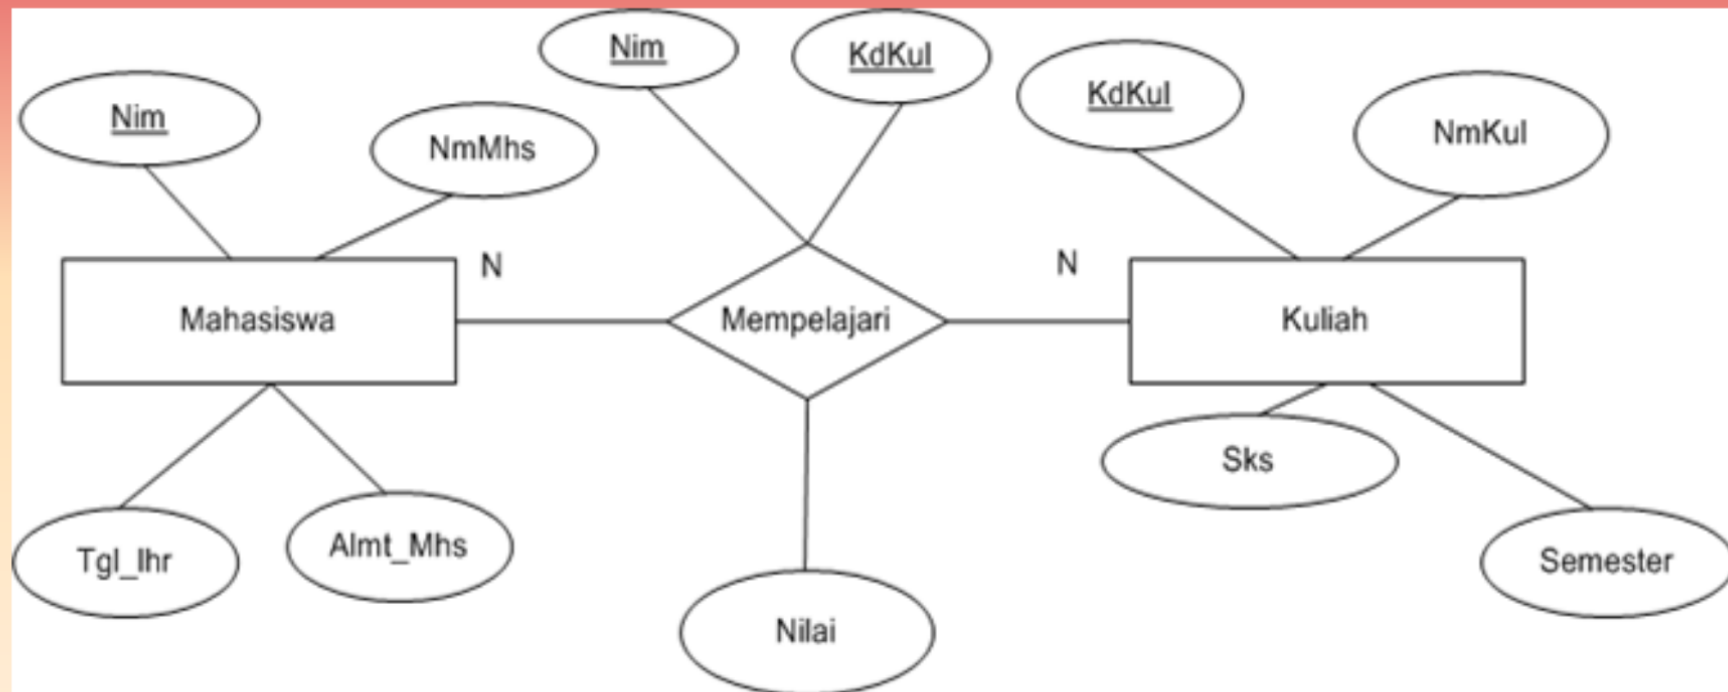 Nim
KdKul
KdKul
Nim
NmMhs
NmKul
N
N
Mahasiswa
Mempelajari
Kuliah
Sks
Tgl_lhr
Almt_Mhs
Semester
Nilai